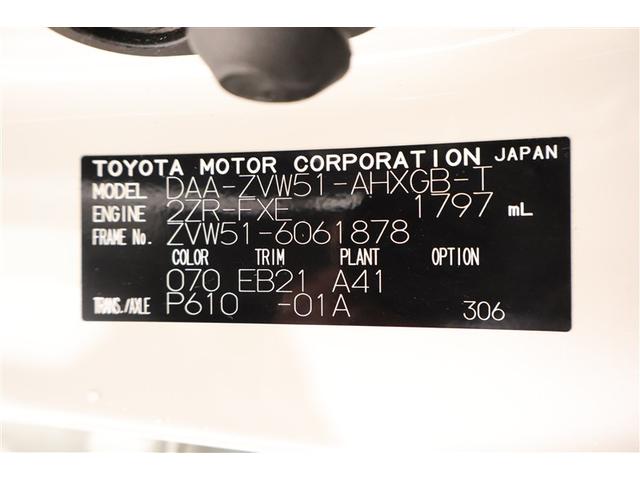 TOYOTA MOTOR CORPORATION JAPAN
MODEL DAA-ZVW51-AHXGB-T
ENGINE 2ZR-FXE 1797 mL
FRAME No. ZVW51-6061878
COLOR TRIM PLANT OPTION
070 EB21 A41
TRANS./AXLE P610 -01A 306